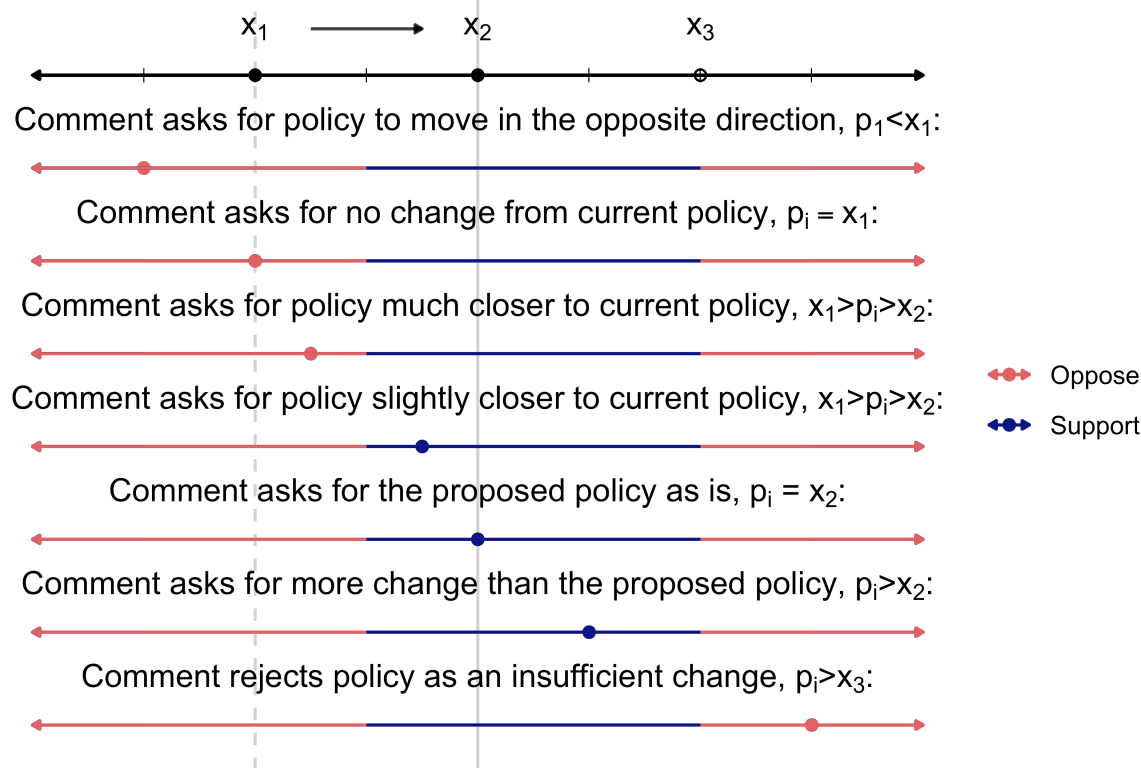 x₁ x₂ x₃
Comment asks for policy to move in the opposite direction, p₁<x₁:
Comment asks for no change from current policy, pᵢ = x₁:
Comment asks for policy much closer to current policy, x₁>pᵢ>x₂:
Oppose
Comment asks for policy slightly closer to current policy, x₁>pᵢ>x₂:
Support
Comment asks for the proposed policy as is, pᵢ = x₂:
Comment asks for more change than the proposed policy, pᵢ>x₂:
Comment rejects policy as an insufficient change, pᵢ>x₃: